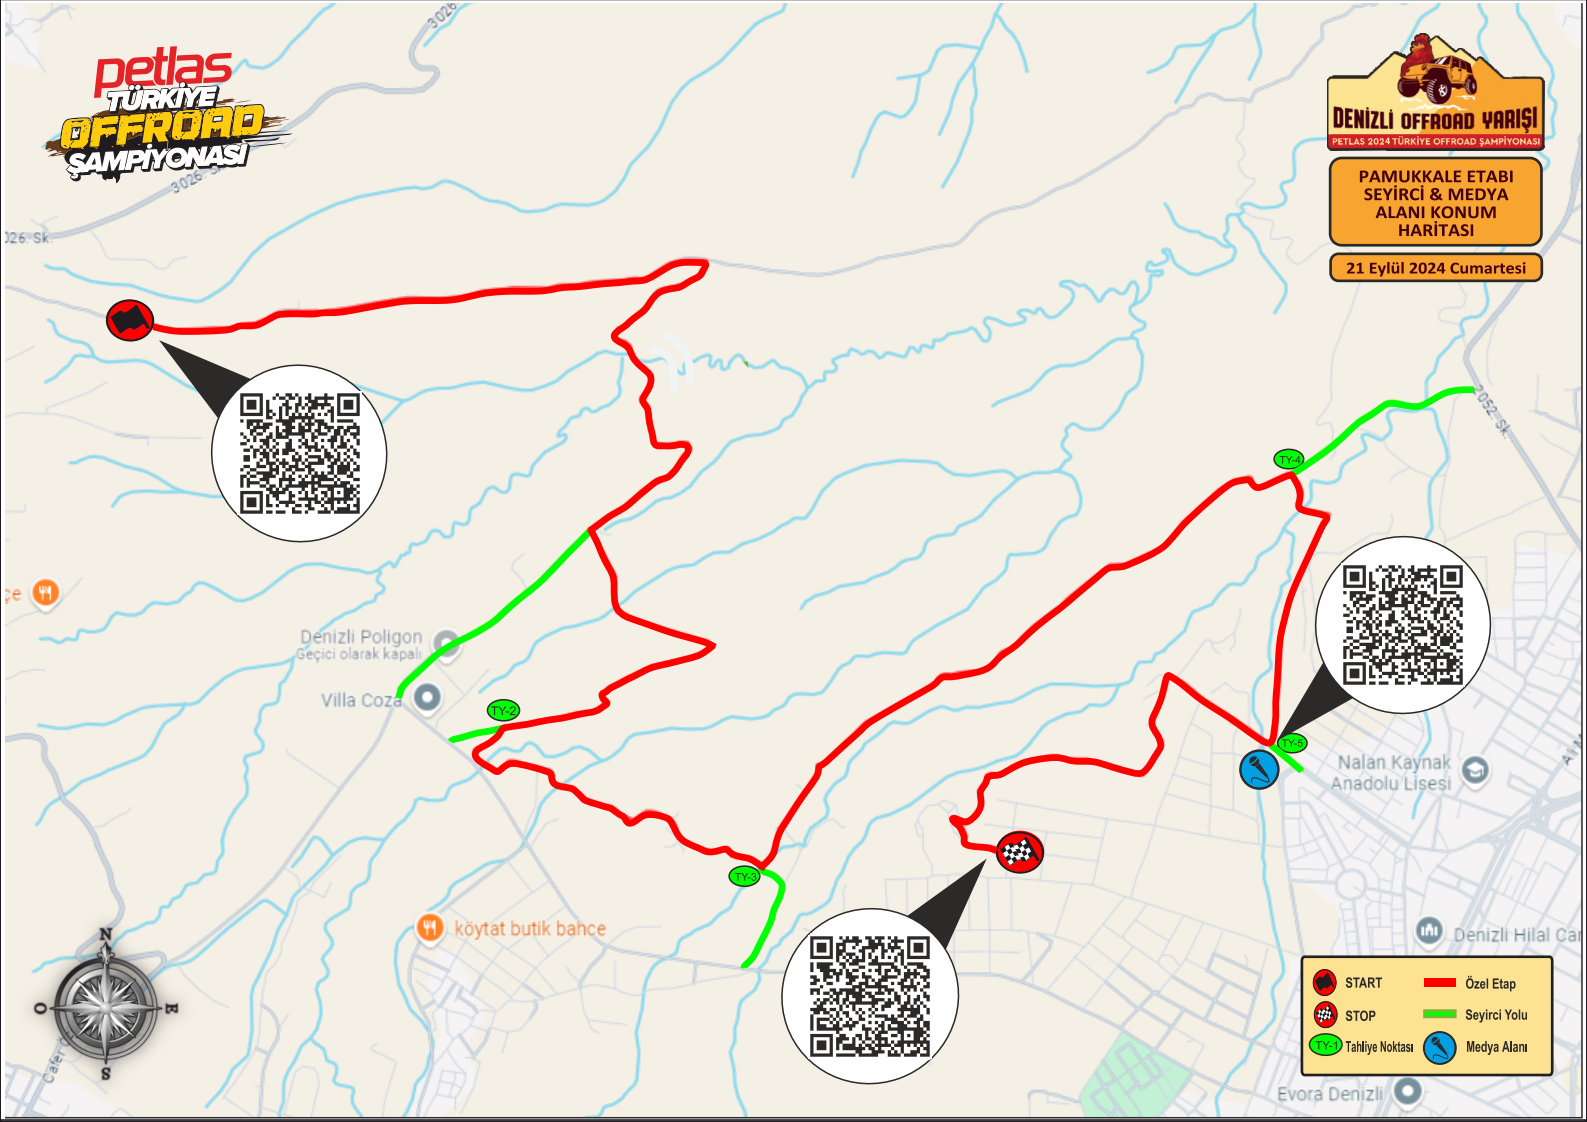 petlas
TÜRKİYE
OFFROAD
ŞAMPİYONASI
3026. Sk.
026. Sk.
DENİZLİ OFFROAD YARIŞI
PETLAS 2024 TÜRKİYE OFFROAD ŞAMPİYONASI
PAMUKKALE ETABI
SEYİRCİ & MEDYA
ALANI KONUM
HARİTASI
21 Eylül 2024 Cumartesi
2052. Sk.
TY-4
çe
Denizli Poligon
Geçici olarak kapalı
Villa Coza
TY-2
TY-5
Nalan Kaynak
Anadolu Lisesi
TY-3
köytat butik bahçe
Denizli Hilal Car
N
O
E
S
START
Özel Etap
STOP
Seyirci Yolu
TY-1
Tahliye Noktası
Medya Alanı
Evora Denizli